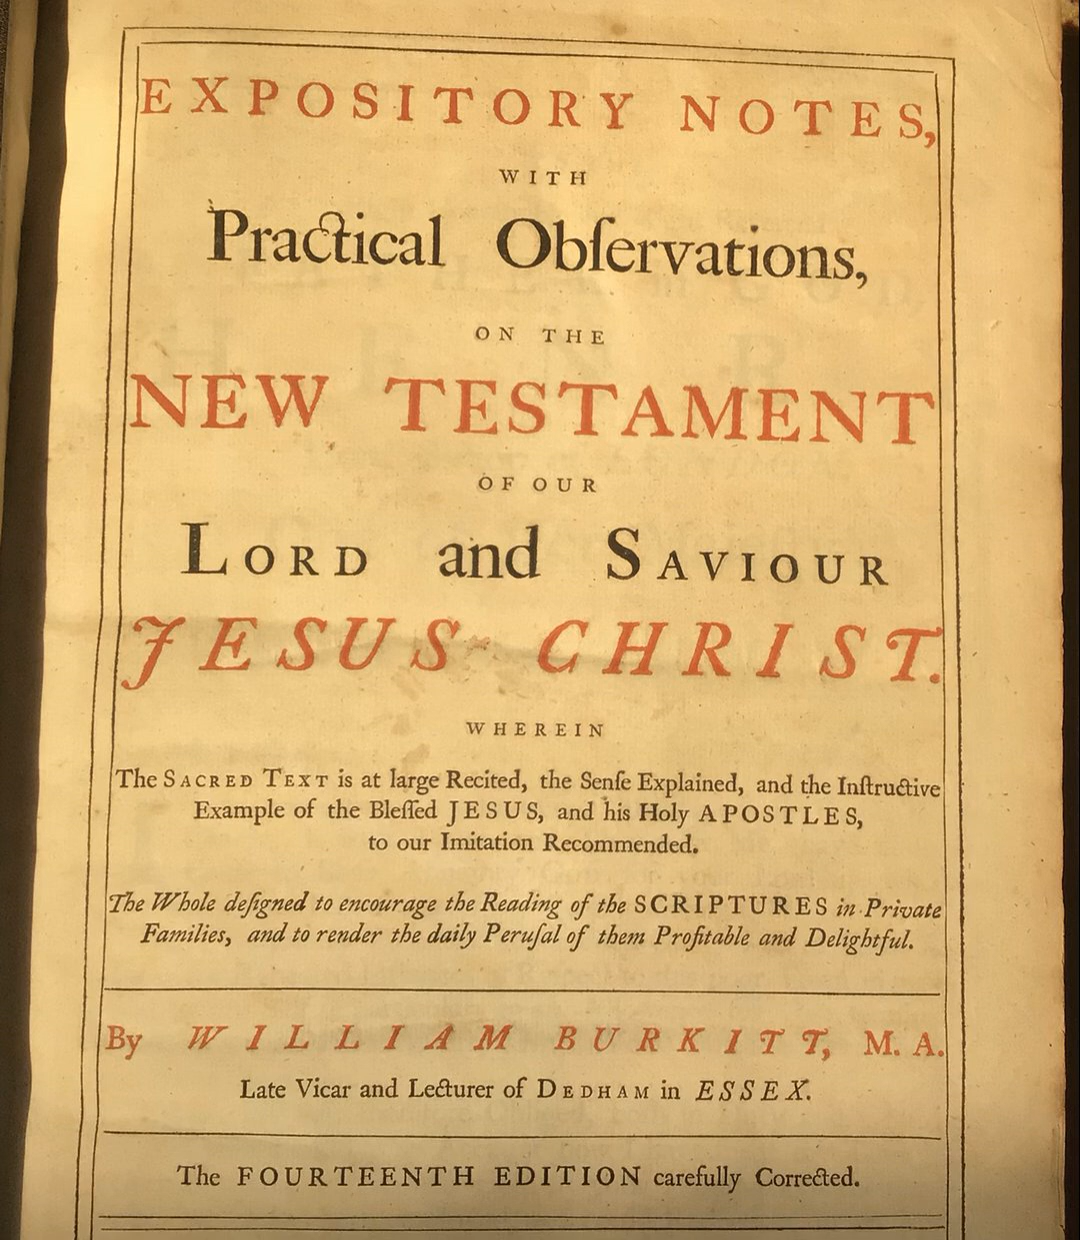 EXPOSITORY NOTES,
WITH
Practical Obſervations,
ON THE
NEW TESTAMENT
OF OUR
LORD and SAVIOUR
JESUS CHRIST.
WHEREIN
The SACRED TEXT is at large Recited, the Senſe Explained, and the Inſtructive
Example of the Bleſſed JESUS, and his Holy APOSTLES,
to our Imitation Recommended.
The Whole deſigned to encourage the Reading of the SCRIPTURES in Private
Families, and to render the daily Peruſal of them Profitable and Delightful.
By WILLIAM BURKITT, M. A.
Late Vicar and Lecturer of DEDHAM in ESSEX.
The FOURTEENTH EDITION carefully Corrected.